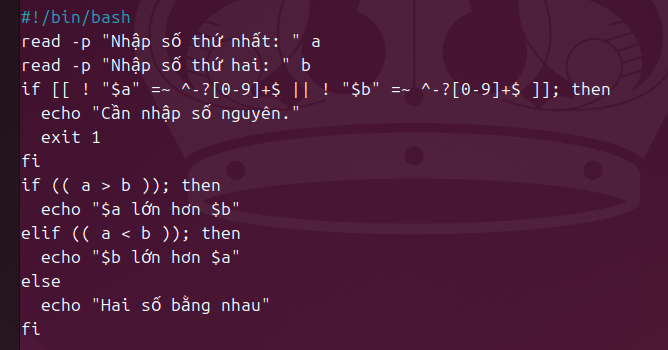 #!/bin/bash
read -p "Nhập số thứ nhất: " a
read -p "Nhập số thứ hai: " b
if [[ ! "$a" =~ ^-?[0-9]+$ || ! "$b" =~ ^-?[0-9]+$ ]]; then
  echo "Cần nhập số nguyên."
  exit 1
fi
if (( a > b )); then
  echo "$a lớn hơn $b"
elif (( a < b )); then
  echo "$b lớn hơn $a"
else
  echo "Hai số bằng nhau"
fi